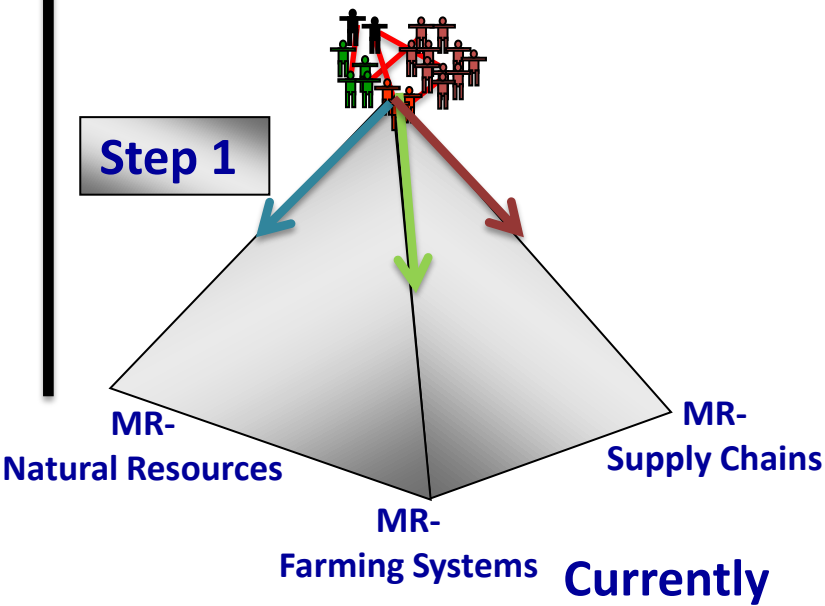 Step 1
MR-
Natural Resources
MR-
Supply Chains
MR-
Farming Systems
Currently